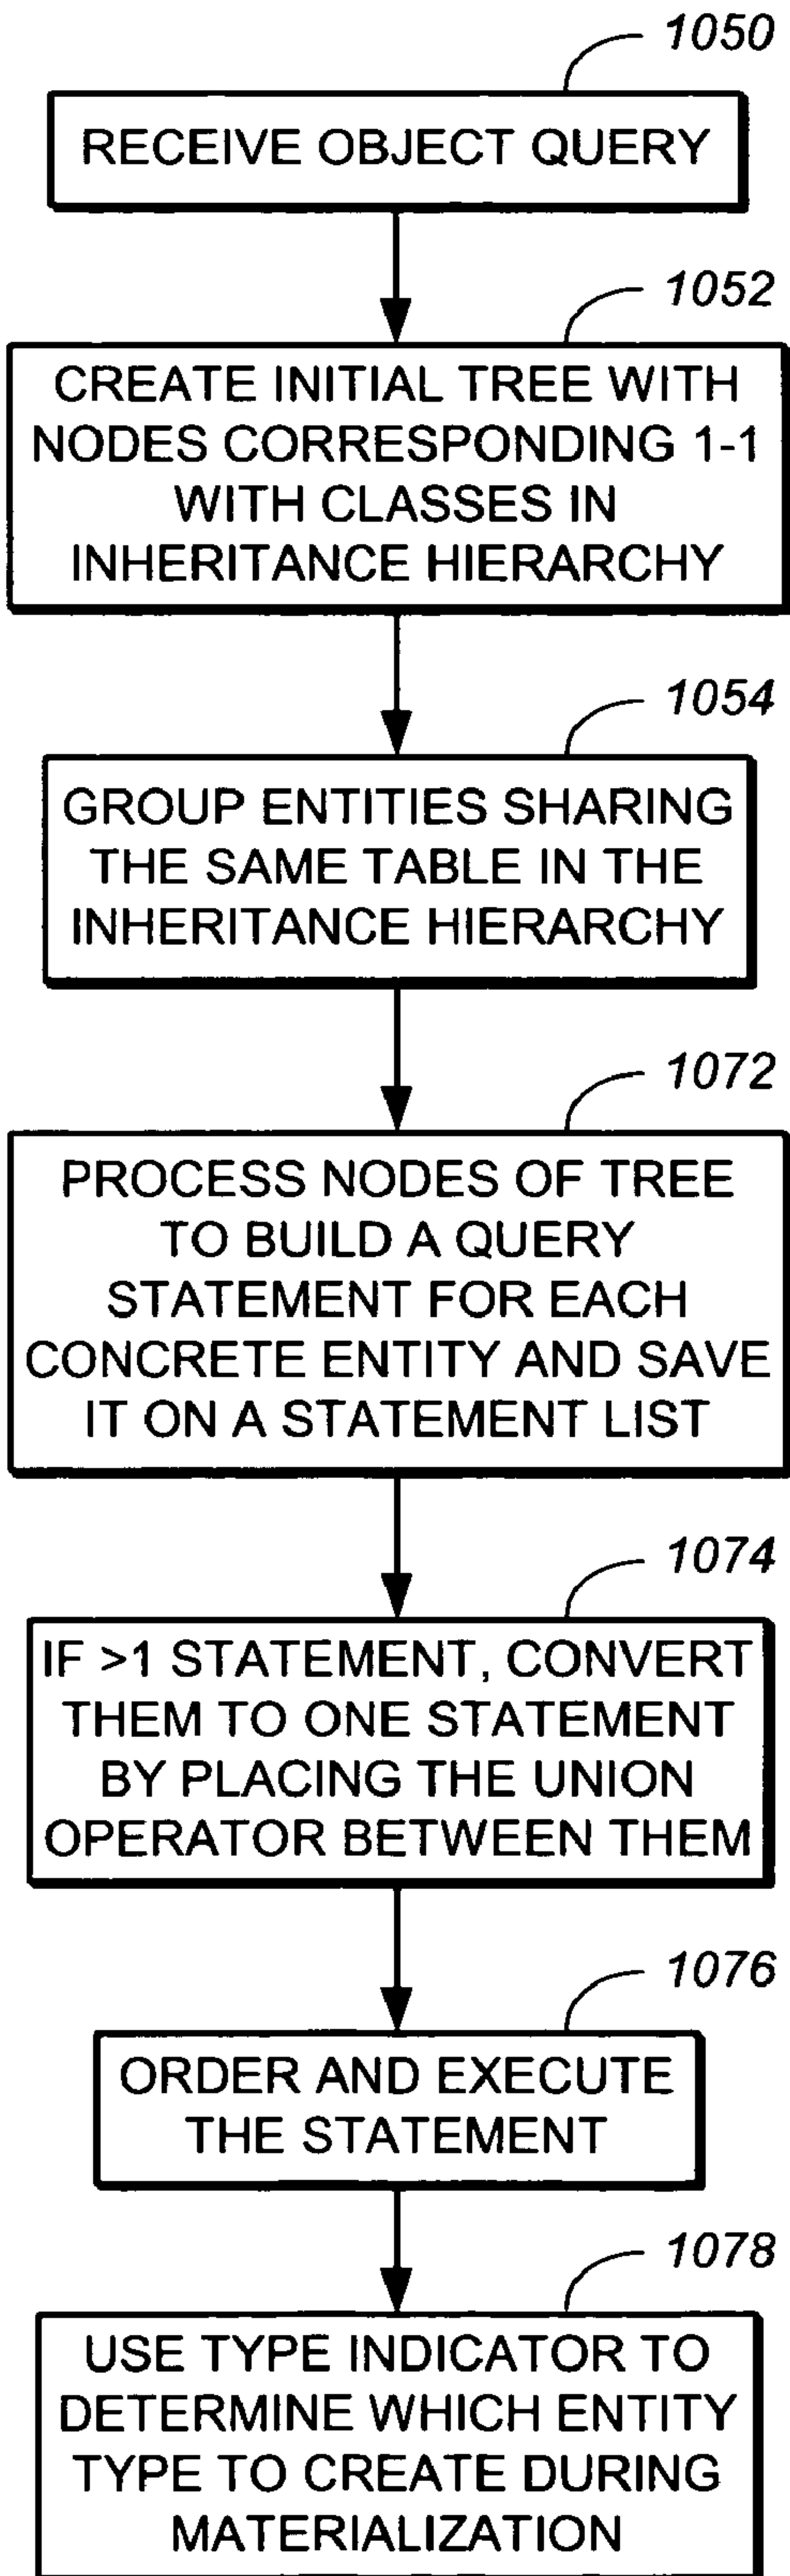 1050
RECEIVE OBJECT QUERY
1052
CREATE INITIAL TREE WITH
NODES CORRESPONDING 1-1
WITH CLASSES IN
INHERITANCE HIERARCHY
1054
GROUP ENTITIES SHARING
THE SAME TABLE IN THE
INHERITANCE HIERARCHY
1072
PROCESS NODES OF TREE
TO BUILD A QUERY
STATEMENT FOR EACH
CONCRETE ENTITY AND SAVE
IT ON A STATEMENT LIST
1074
IF >1 STATEMENT, CONVERT
THEM TO ONE STATEMENT
BY PLACING THE UNION
OPERATOR BETWEEN THEM
1076
ORDER AND EXECUTE
THE STATEMENT
1078
USE TYPE INDICATOR TO
DETERMINE WHICH ENTITY
TYPE TO CREATE DURING
MATERIALIZATION